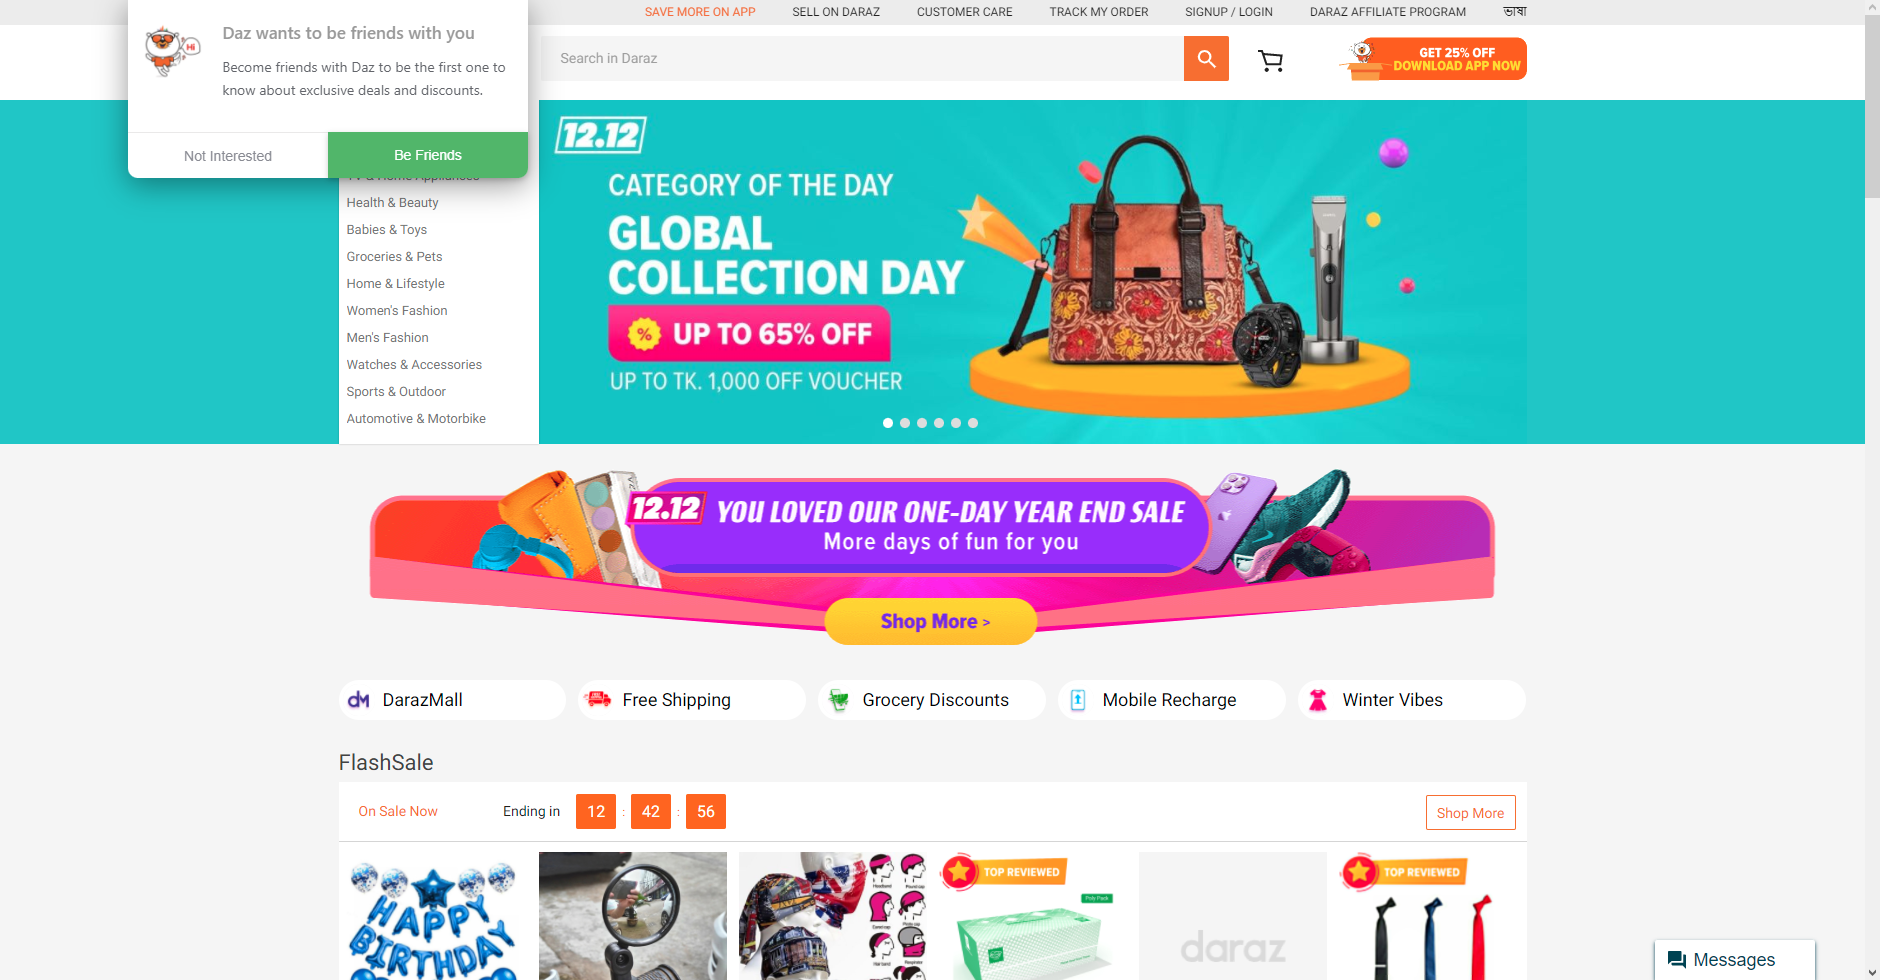 SAVE MORE ON APP
SELL ON DARAZ
CUSTOMER CARE
TRACK MY ORDER
SIGNUP / LOGIN
DARAZ AFFILIATE PROGRAM
ভাষা
Daz wants to be friends with you
Hi
Become friends with Daz to be the first one to
know about exclusive deals and discounts.
Not Interested
Be Friends
Search in Daraz
GET 25% OFF
DOWNLOAD APP NOW
TV & Home Appliances
Health & Beauty
Babies & Toys
Groceries & Pets
Home & Lifestyle
Women's Fashion
Men's Fashion
Watches & Accessories
Sports & Outdoor
Automotive & Motorbike
12.12
CATEGORY OF THE DAY
GLOBAL
COLLECTION DAY
% UP TO 65% OFF
UP TO TK. 1,000 OFF VOUCHER
12.12 YOU LOVED OUR ONE-DAY YEAR END SALE
More days of fun for you
Shop More >
DarazMall
Free Shipping
Grocery Discounts
Mobile Recharge
Winter Vibes
FlashSale
On Sale Now
Ending in 12 : 42 : 56
Shop More
HAPPY
BIRTHDAY
TOP REVIEWED
Poly Pack
daraz
TOP REVIEWED
Messages